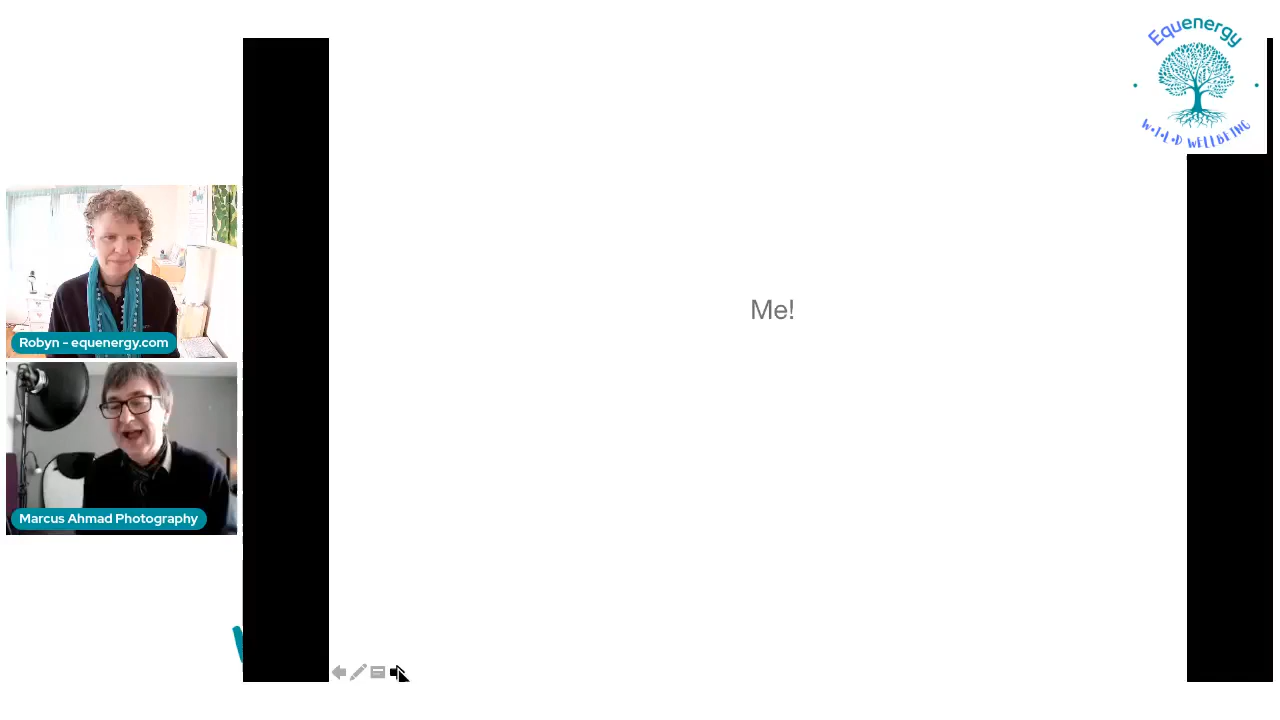 Equenergy
W•I•L•D WELLBEING
Me!
Robyn - equenergy.com
Marcus Ahmad Photography